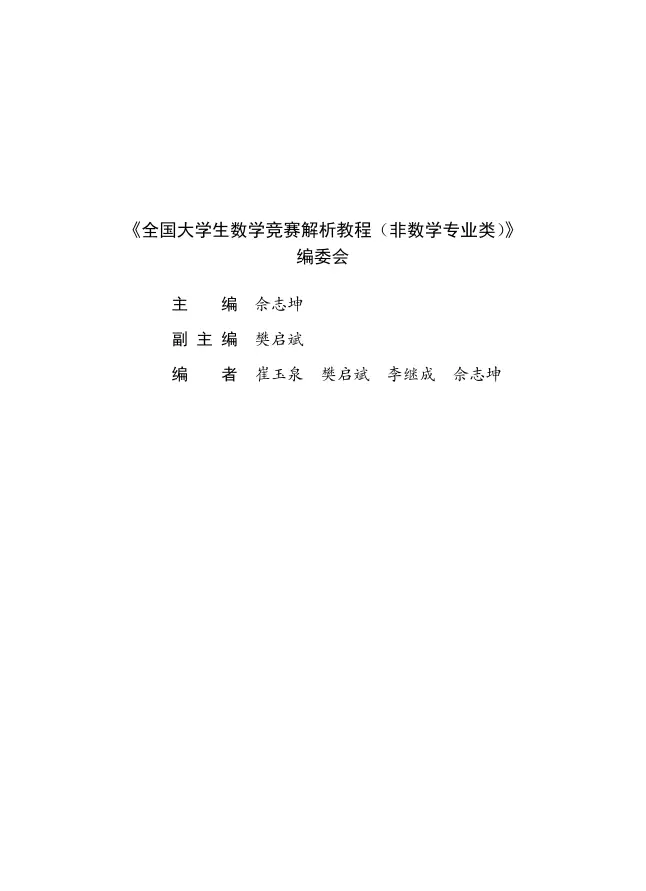 《全国大学生数学竞赛解析教程（非数学专业类）》
编委会
主 编 佘志坤
副主编 樊启斌
编 者 崔玉泉 樊启斌 李继成 佘志坤